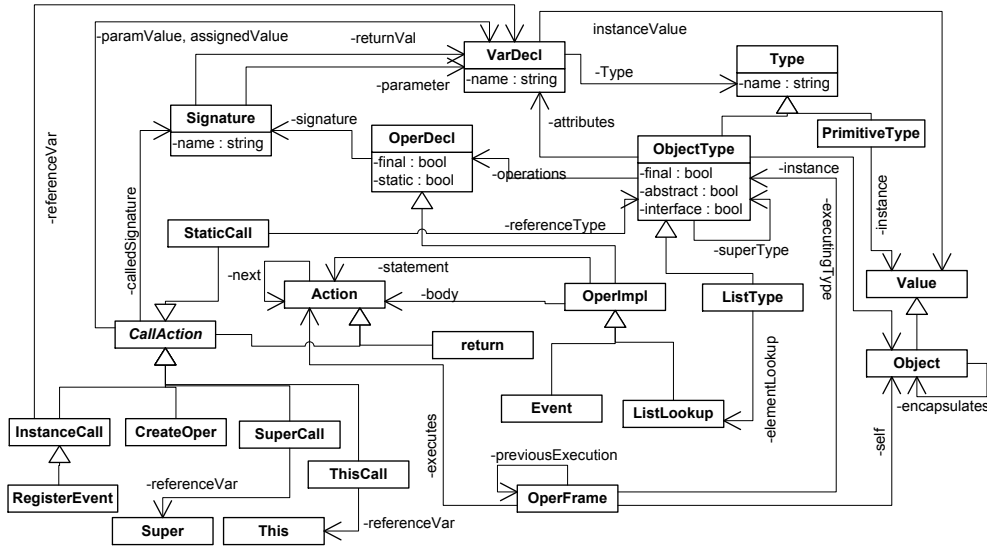 -paramValue, assignedValue
-returnVal
VarDecl
-name : string
instanceValue
-Type
Type
-name : string
-parameter
Signature
-name : string
-signature
OperDecl
-final : bool
-static : bool
-attributes
PrimitiveType
ObjectType
-final : bool
-abstract : bool
-interface : bool
-operations
-instance
-instance
-executingType
-referenceVar
-calledSignature
StaticCall
-referenceType
-superType
-next
Action
-statement
-body
OperImpl
ListType
Value
CallAction
return
Object
-encapsulates
Event
ListLookup
-elementLookup
InstanceCall
CreateOper
SuperCall
ThisCall
-executes
-previousExecution
OperFrame
-self
RegisterEvent
-referenceVar
Super
This
-referenceVar